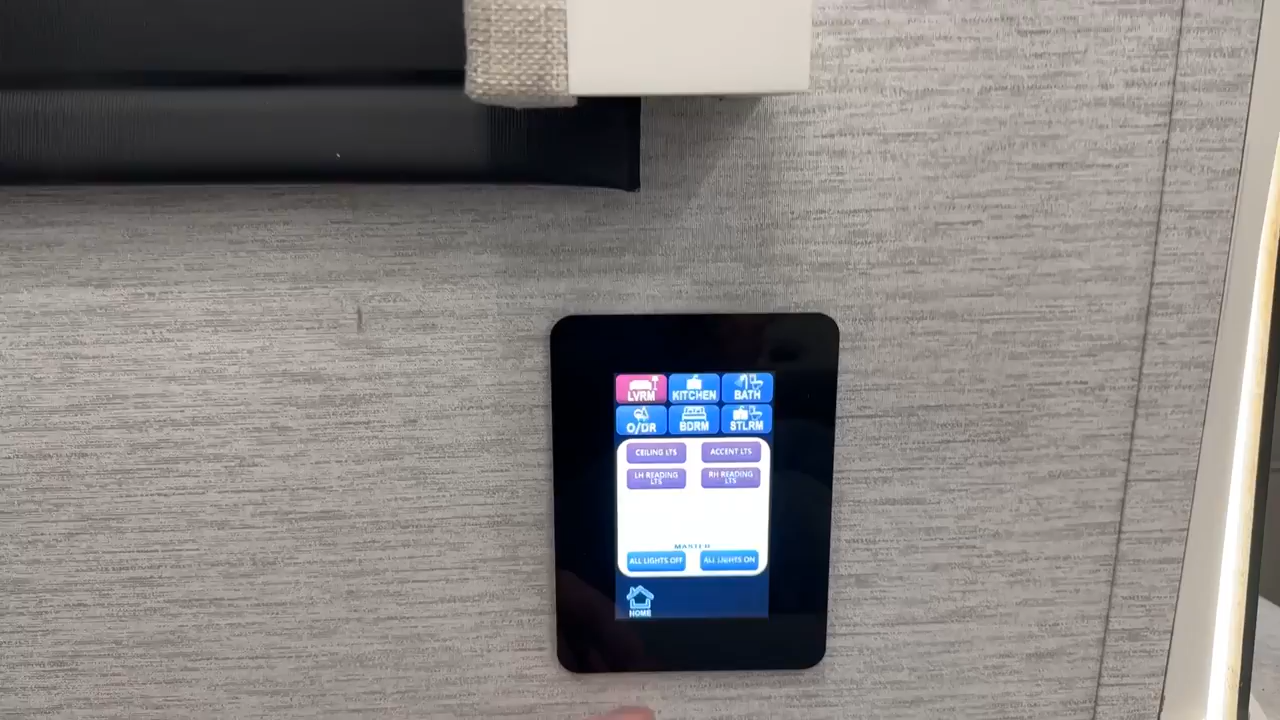 LVRM KITCHEN BATH
O/DR BDRM STLRM
CEILING LTS ACCENT LTS
LH READING LTS RH READING LTS
MASTER
ALL LIGHTS OFF ALL LIGHTS ON
HOME